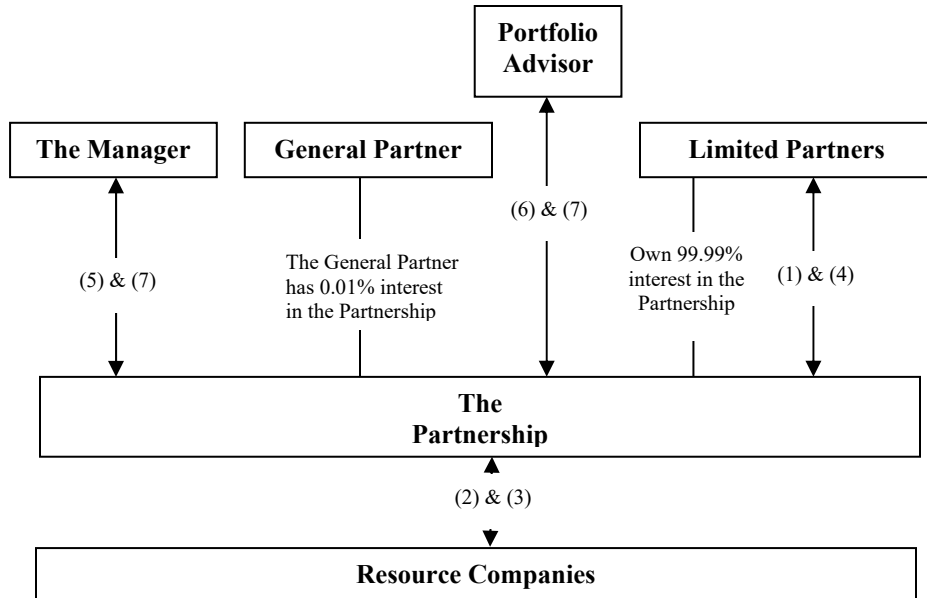 Portfolio
Advisor
The Manager
General Partner
Limited Partners
(6) & (7)
(5) & (7)
The General Partner
has 0.01% interest
in the Partnership
Own 99.99%
interest in the
Partnership
(1) & (4)
The
Partnership
(2) & (3)
Resource Companies